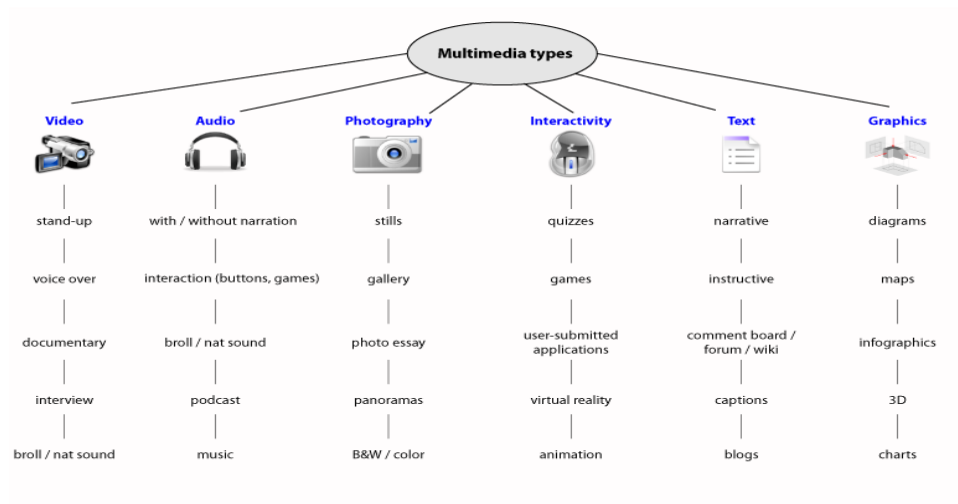 Multimedia types
Video
Audio
Photography
Interactivity
Text
Graphics
stand-up
with / without narration
stills
quizzes
narrative
diagrams
voice over
interaction (buttons, games)
gallery
games
instructive
maps
documentary
broll / nat sound
photo essay
user-submitted
applications
comment board /
forum / wiki
infographics
interview
podcast
panoramas
virtual reality
captions
3D
broll / nat sound
music
B&W / color
animation
blogs
charts